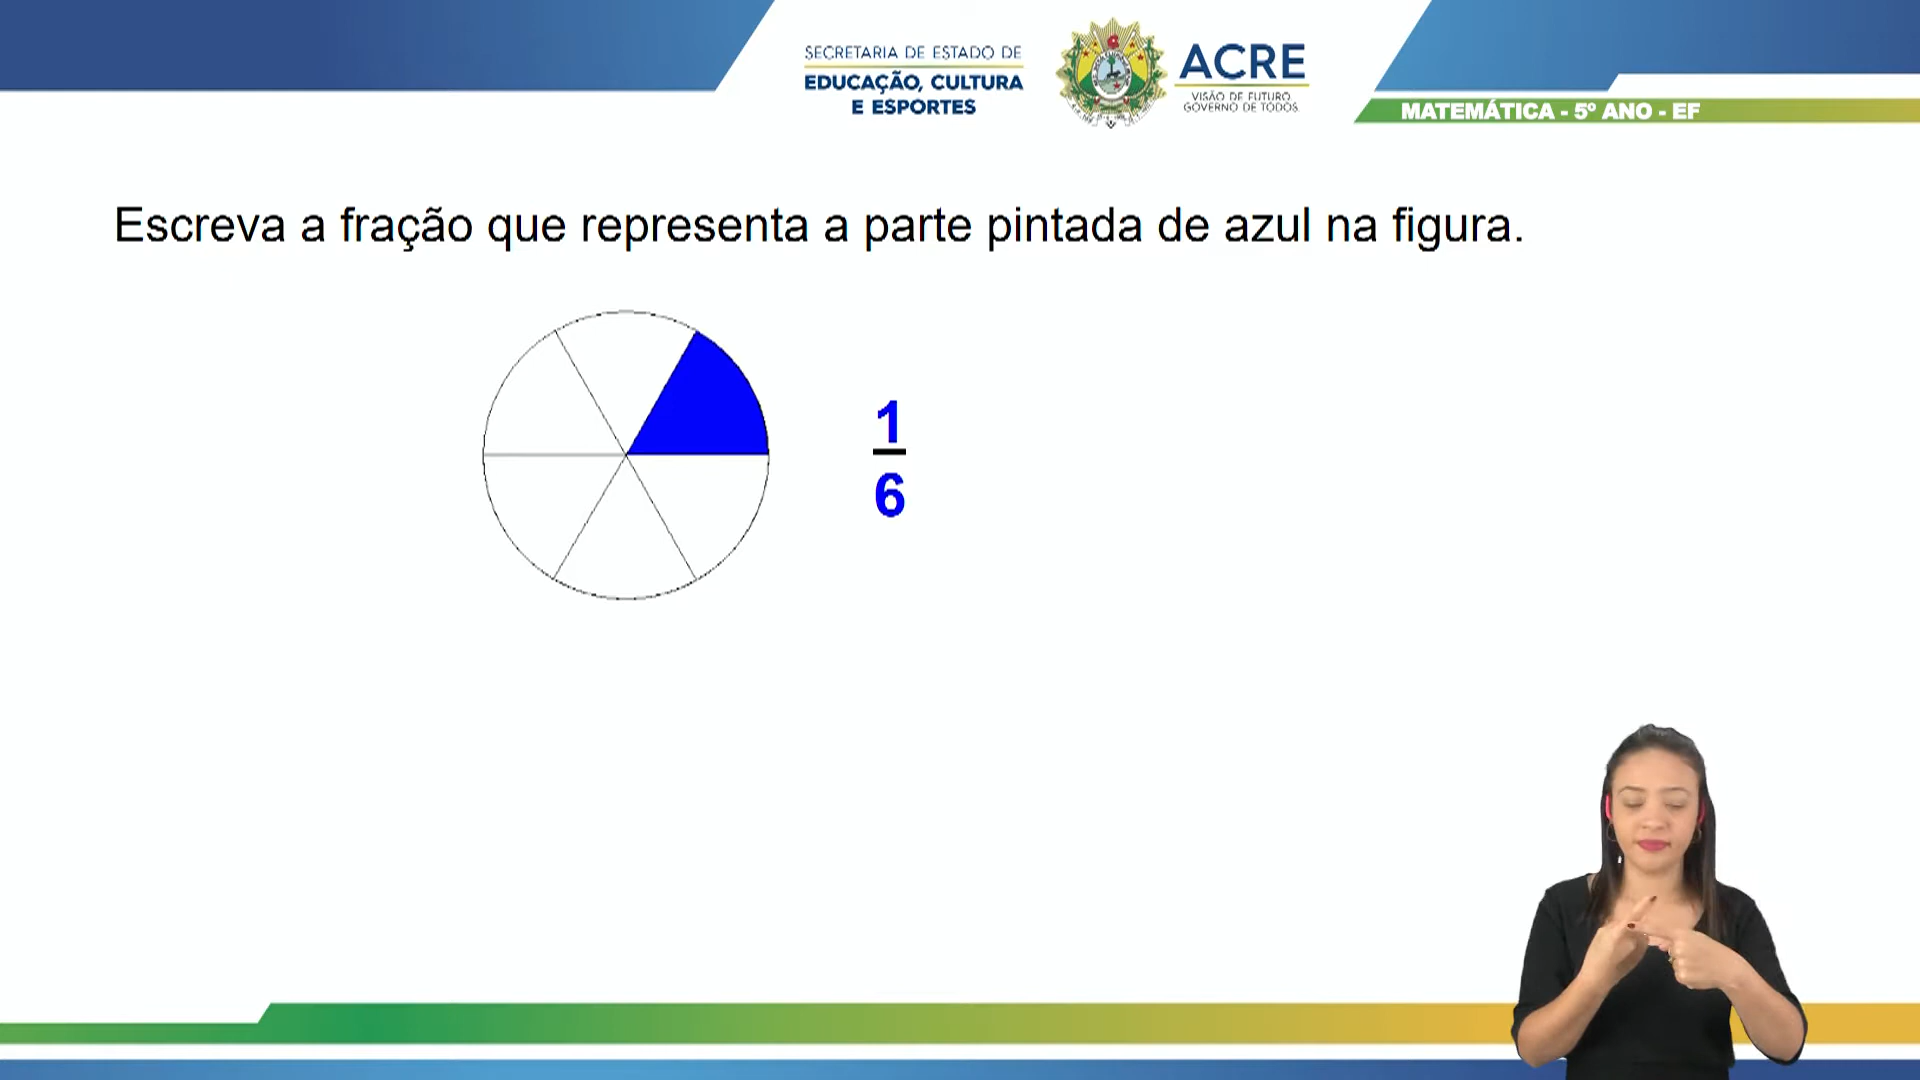 SECRETARIA DE ESTADO DE
EDUCAÇÃO, CULTURA
E ESPORTES
ACRE
VISÃO DE FUTURO
GOVERNO DE TODOS
MATEMÁTICA - 5º ANO - EF
Escreva a fração que representa a parte pintada de azul na figura.
1
6